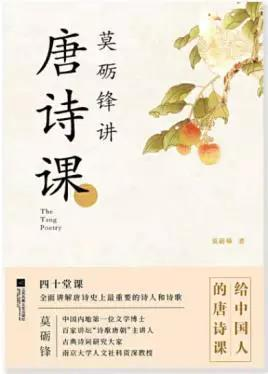 莫砺锋讲
唐诗课
The
Tang
Poetry
莫砺锋 著
四十堂课
全面讲解唐诗史上最重要的诗人和诗歌
莫砺锋
中国内地第一位文学博士
百家讲坛“诗歌唐朝”主讲人
古典诗词研究大家
南京大学人文社科资深教授
给中国人
的唐诗课